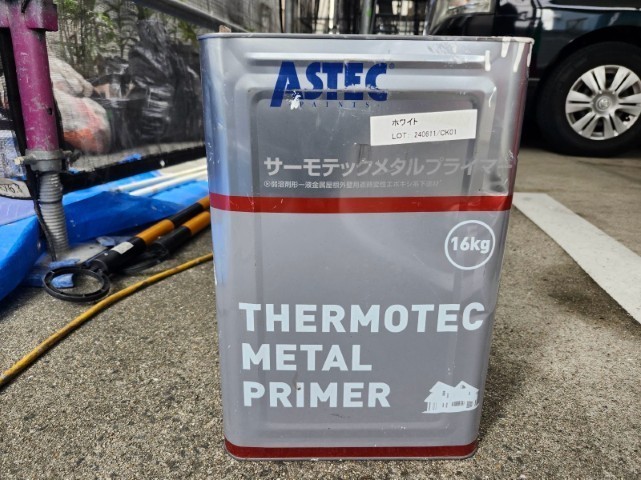 ASTEC
PAINTS
ホワイト
LOT: 240611/CK01
サーモテックメタルプライマー
16kg
THERMOTEC
METAL
PRiMER